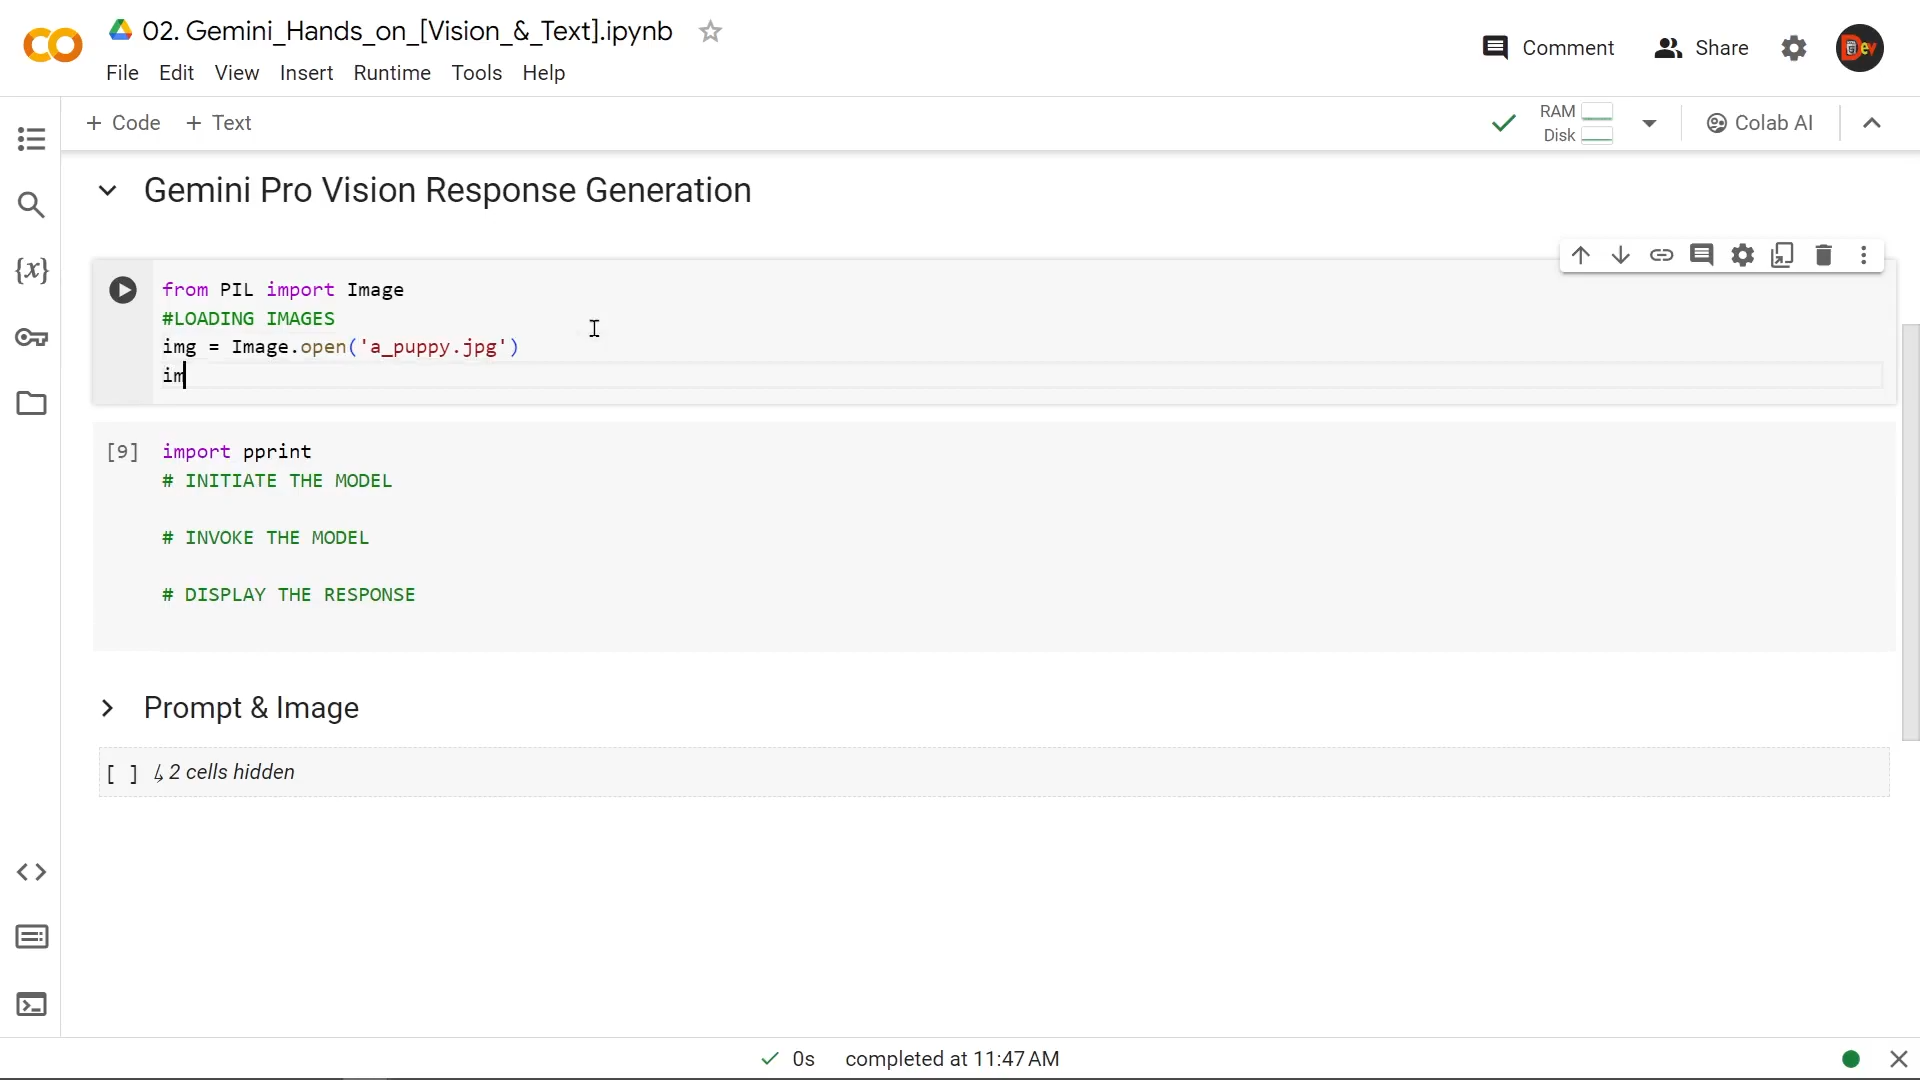 02. Gemini_Hands_on_[Vision_&_Text].ipynb
Comment
Share
Dev
File Edit View Insert Runtime Tools Help
+ Code + Text
RAM
Disk
Colab AI
Gemini Pro Vision Response Generation
from PIL import Image
#LOADING IMAGES
img = Image.open('a_puppy.jpg')
im
{x}
[9] import pprint
# INITIATE THE MODEL
# INVOKE THE MODEL
# DISPLAY THE RESPONSE
Prompt & Image
[ ] ↳ 2 cells hidden
0s completed at 11:47 AM